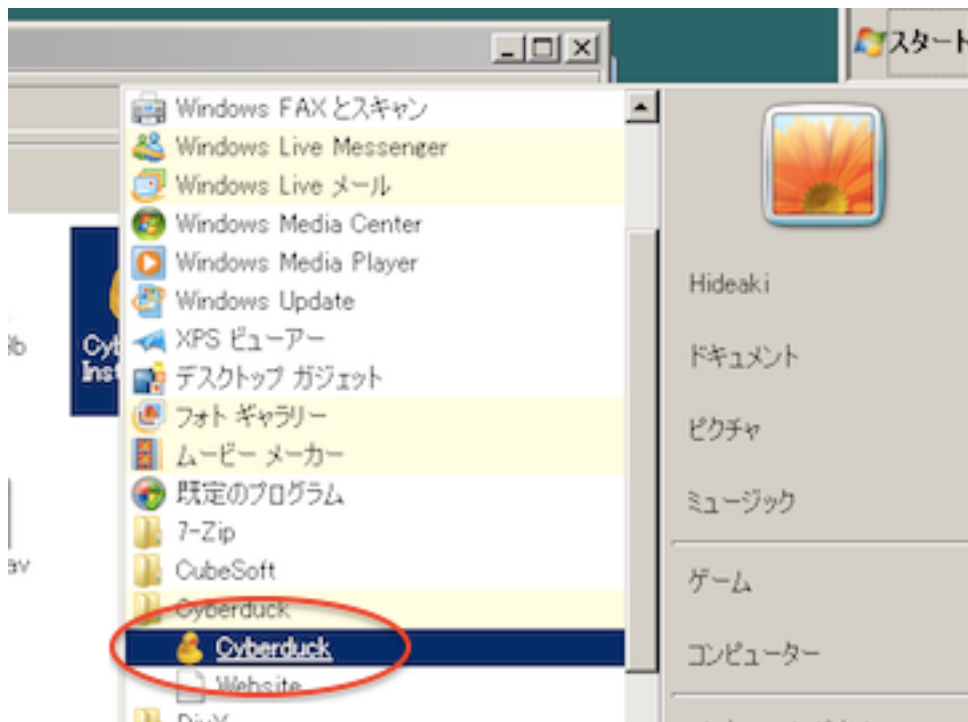 スタート
Windows FAX とスキャン
Windows Live Messenger
Windows Live メール
Windows Media Center
Windows Media Player
Windows Update
XPS ビューアー
デスクトップ ガジェット
フォト ギャラリー
ムービー メーカー
既定のプログラム
7-Zip
CubeSoft
Cyberduck
Cyberduck
Website
DivX
Hideaki
ドキュメント
ピクチャ
ミュージック
ゲーム
コンピューター